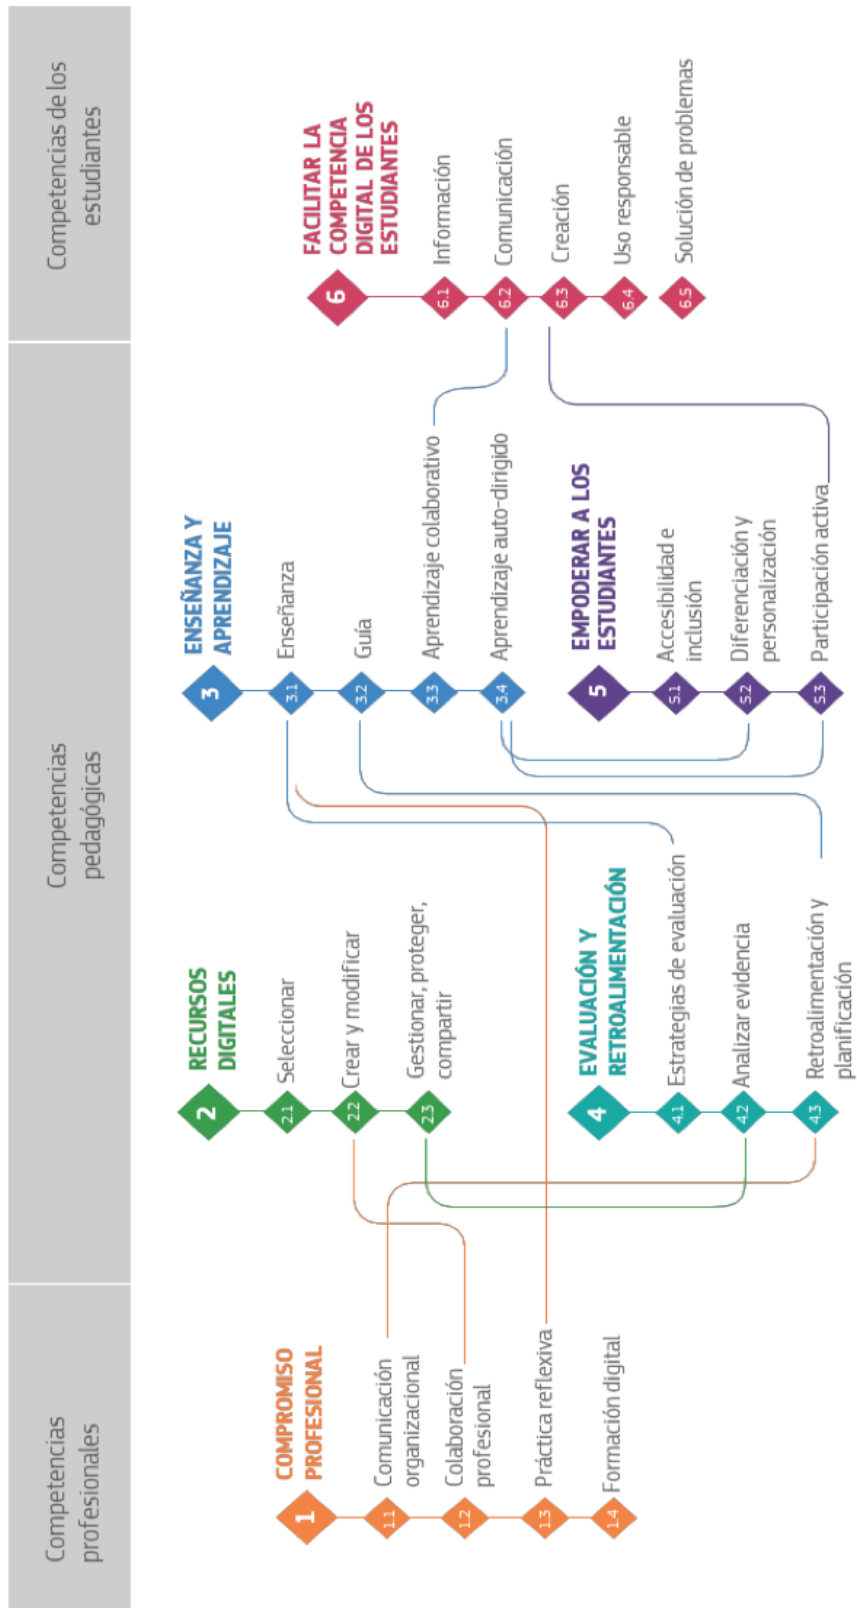 Competencias
profesionales
Competencias
pedagógicas
Competencias de los
estudiantes
1
COMPROMISO
PROFESIONAL
1.1
Comunicación
organizacional
1.2
Colaboración
profesional
1.3
Práctica reflexiva
1.4
Formación digital
2
RECURSOS
DIGITALES
2.1
Seleccionar
2.2
Crear y modificar
2.3
Gestionar, proteger,
compartir
3
ENSEÑANZA Y
APRENDIZAJE
3.1
Enseñanza
3.2
Guía
3.3
Aprendizaje colaborativo
3.4
Aprendizaje auto-dirigido
4
EVALUACIÓN Y
RETROALIMENTACIÓN
4.1
Estrategias de evaluación
4.2
Analizar evidencia
4.3
Retroalimentación y
planificación
5
EMPODERAR A LOS
ESTUDIANTES
5.1
Accesibilidad e
inclusión
5.2
Diferenciación y
personalización
5.3
Participación activa
6
FACILITAR LA
COMPETENCIA
DIGITAL DE LOS
ESTUDIANTES
6.1
Información
6.2
Comunicación
6.3
Creación
6.4
Uso responsable
6.5
Solución de problemas